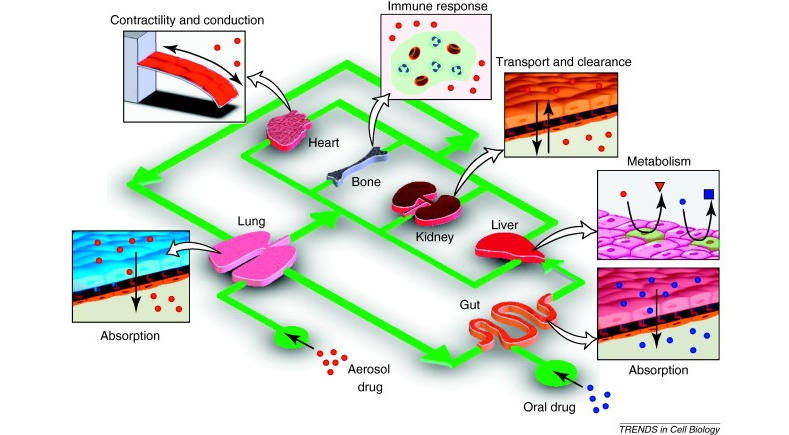 Immune response
Contractility and conduction
Transport and clearance
Heart
Metabolism
Bone
Lung
Kidney
Liver
Gut
Absorption
Aerosol
drug
Absorption
Oral drug
TRENDS in Cell Biology